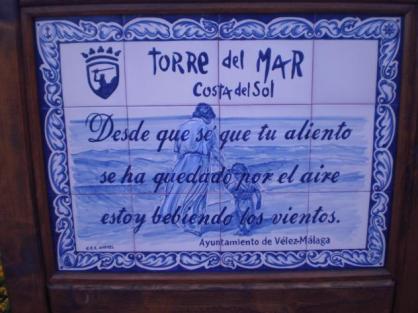 TORRE del MAR
COSTA del SOL
Desde que se que tu aliento
se ha quedado por el aire
estoy bebiendo los vientos.
Ayuntamiento de Vélez-Málaga